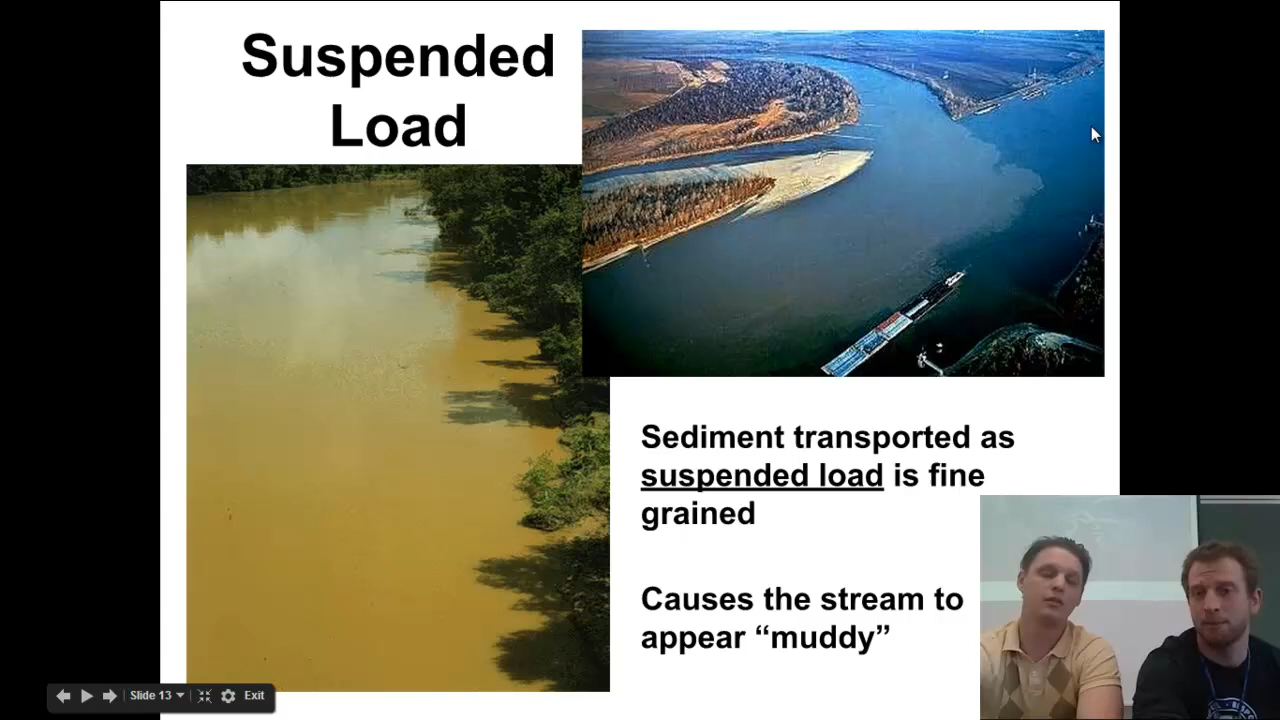 Suspended
Load
Sediment transported as
suspended load is fine
grained
Causes the stream to
appear “muddy”
Slide 13
Exit